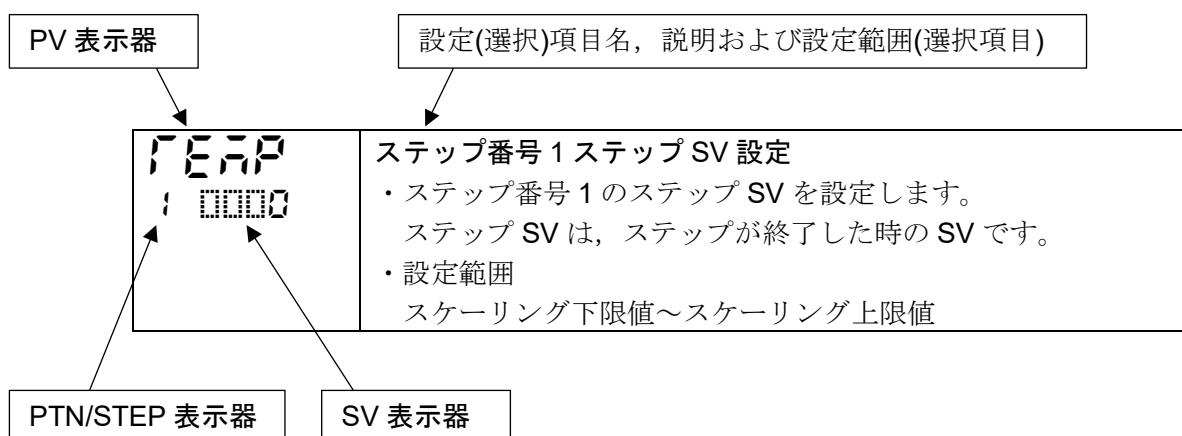 PV 表示器
設定(選択)項目名，説明および設定範囲(選択項目)
TEMP
1 0000
ステップ番号 1 ステップ SV 設定
・ステップ番号 1 のステップ SV を設定します。
ステップ SV は，ステップが終了した時の SV です。
・設定範囲
スケーリング下限値～スケーリング上限値
PTN/STEP 表示器
SV 表示器